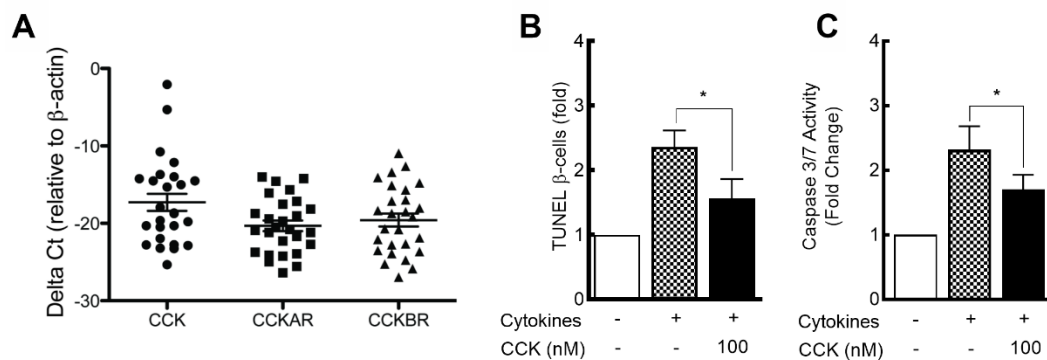 A
Delta Ct (relative to β-actin)
0
-10
-20
-30
CCK CCKAR CCKBR
B
TUNEL β-cells (fold)
4
3
2
1
0
*
Cytokines - + +
CCK (nM) - - 100
C
Caspase 3/7 Activity
(Fold Change)
4
3
2
1
0
*
Cytokines - + +
CCK (nM) - - 100